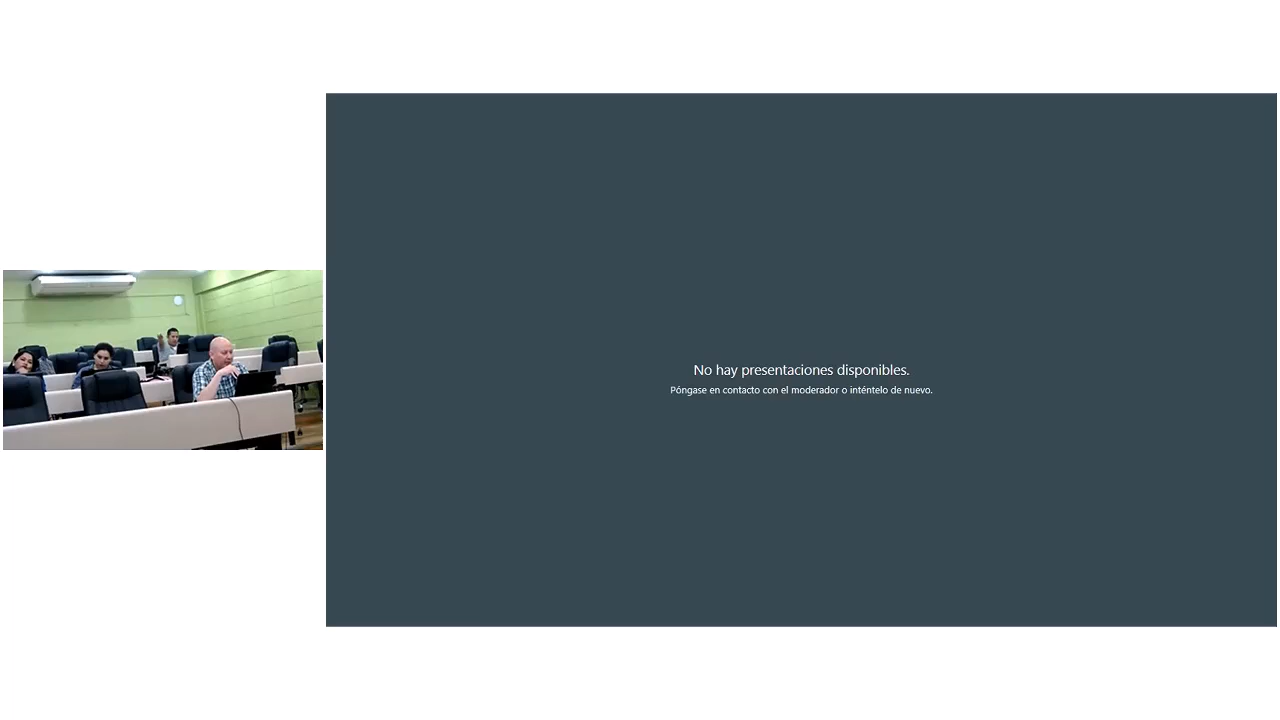 No hay presentaciones disponibles.
Póngase en contacto con el moderador o inténtelo de nuevo.